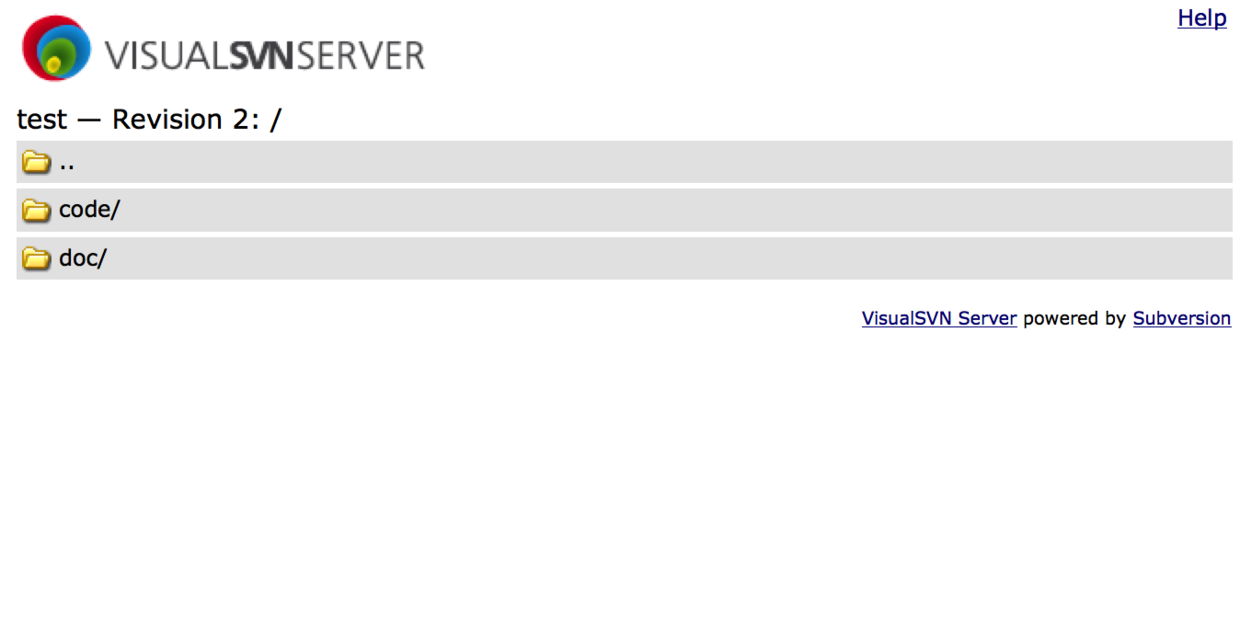 Help
VISUALSVNSERVER
test — Revision 2: /
..
code/
doc/
VisualSVN Server powered by Subversion